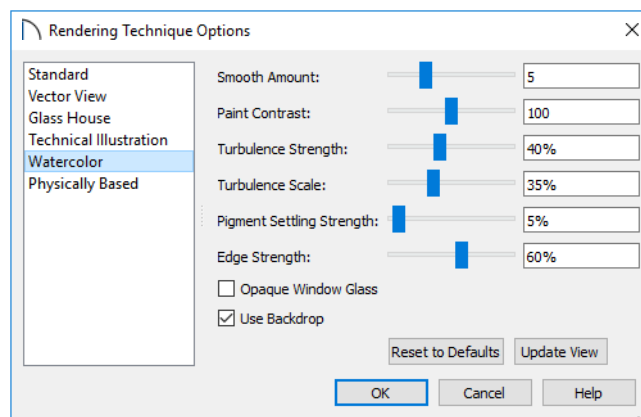 Rendering Technique Options
Standard
Vector View
Glass House
Technical Illustration
Watercolor
Physically Based
Smooth Amount: 5
Paint Contrast: 100
Turbulence Strength: 40%
Turbulence Scale: 35%
Pigment Settling Strength: 5%
Edge Strength: 60%
Opaque Window Glass
Use Backdrop
Reset to Defaults Update View
OK Cancel Help